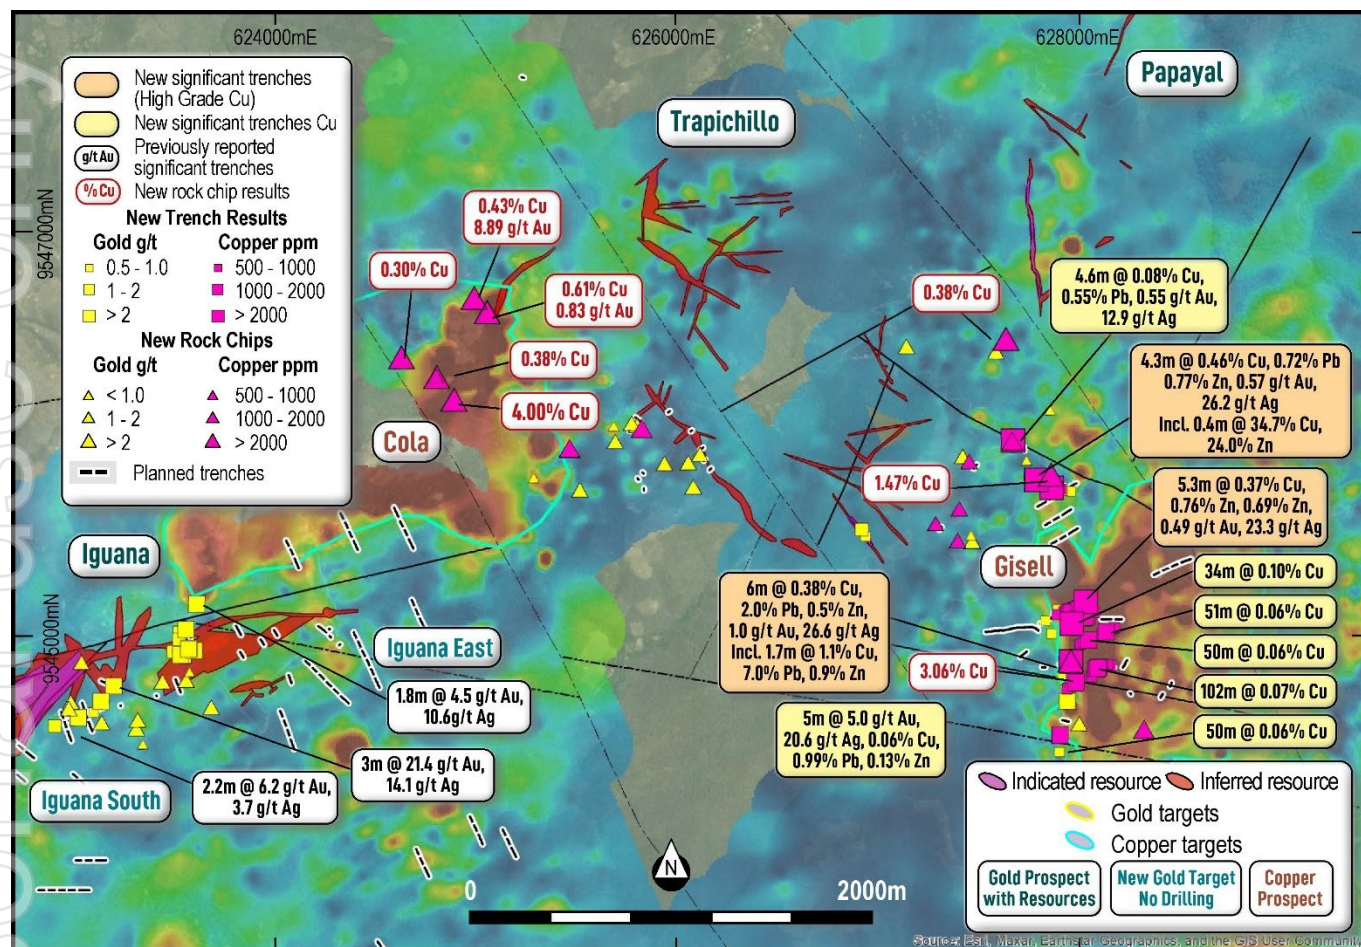 624000mE
626000mE
628000mE
9547000mN
9545000mN
New significant trenches
(High Grade Cu)
New significant trenches Cu
g/t Au
Previously reported
significant trenches
% Cu
New rock chip results
New Trench Results
Gold g/t
Copper ppm
0.5 - 1.0
500 - 1000
1 - 2
1000 - 2000
> 2
> 2000
New Rock Chips
Gold g/t
Copper ppm
< 1.0
500 - 1000
1 - 2
1000 - 2000
> 2
> 2000
Planned trenches
Papayal
Trapichillo
0.43% Cu
8.89 g/t Au
0.30% Cu
0.61% Cu
0.83 g/t Au
0.38% Cu
4.00% Cu
Cola
0.38% Cu
4.6m @ 0.08% Cu,
0.55% Pb, 0.55 g/t Au,
12.9 g/t Ag
4.3m @ 0.46% Cu, 0.72% Pb
0.77% Zn, 0.57 g/t Au,
26.2 g/t Ag
Incl. 0.4m @ 34.7% Cu,
24.0% Zn
1.47% Cu
5.3m @ 0.37% Cu,
0.76% Zn, 0.69% Zn,
0.49 g/t Au, 23.3 g/t Ag
Iguana
Gisell
34m @ 0.10% Cu
51m @ 0.06% Cu
50m @ 0.06% Cu
102m @ 0.07% Cu
50m @ 0.06% Cu
6m @ 0.38% Cu,
2.0% Pb, 0.5% Zn,
1.0 g/t Au, 26.6 g/t Ag
Incl. 1.7m @ 1.1% Cu,
7.0% Pb, 0.9% Zn
3.06% Cu
Iguana East
1.8m @ 4.5 g/t Au,
10.6g/t Ag
5m @ 5.0 g/t Au,
20.6 g/t Ag, 0.06% Cu,
0.99% Pb, 0.13% Zn
3m @ 21.4 g/t Au,
14.1 g/t Ag
2.2m @ 6.2 g/t Au,
3.7 g/t Ag
Iguana South
Indicated resource
Inferred resource
Gold targets
Copper targets
Gold Prospect
with Resources
New Gold Target
No Drilling
Copper
Prospect
N
0
2000m
Source: Esri, Maxar, Earthstar Geographics, and the GIS User Community